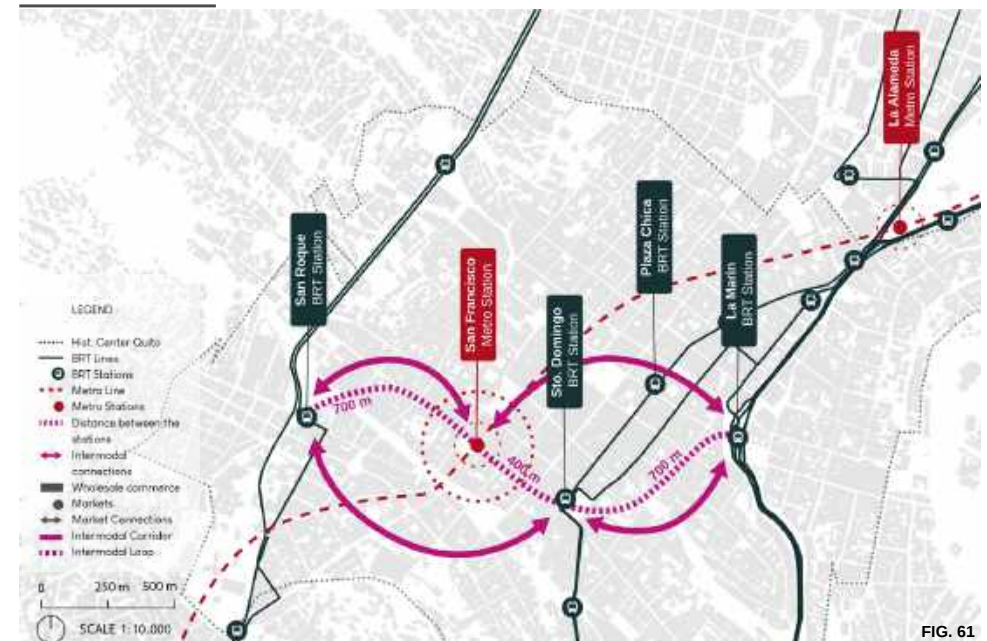 La Alameda
Metro Station
Plaza Chica
BRT Station
San Roque
BRT Station
La Marin
BRT Station
San Francisco
Metro Station
Sto. Domingo
BRT Station
700 m
400 m
700 m
LEGEND
Hist. Center Quito
BRT Lines
BRT Stations
Metro Line
Metro Stations
Distance between the
stations
Intermodal
connections
Wholesale commerce
Markets
Market Connections
Intermodal Corridor
Intermodal Loop
0 250 m 500 m
SCALE 1:10.000
FIG. 61